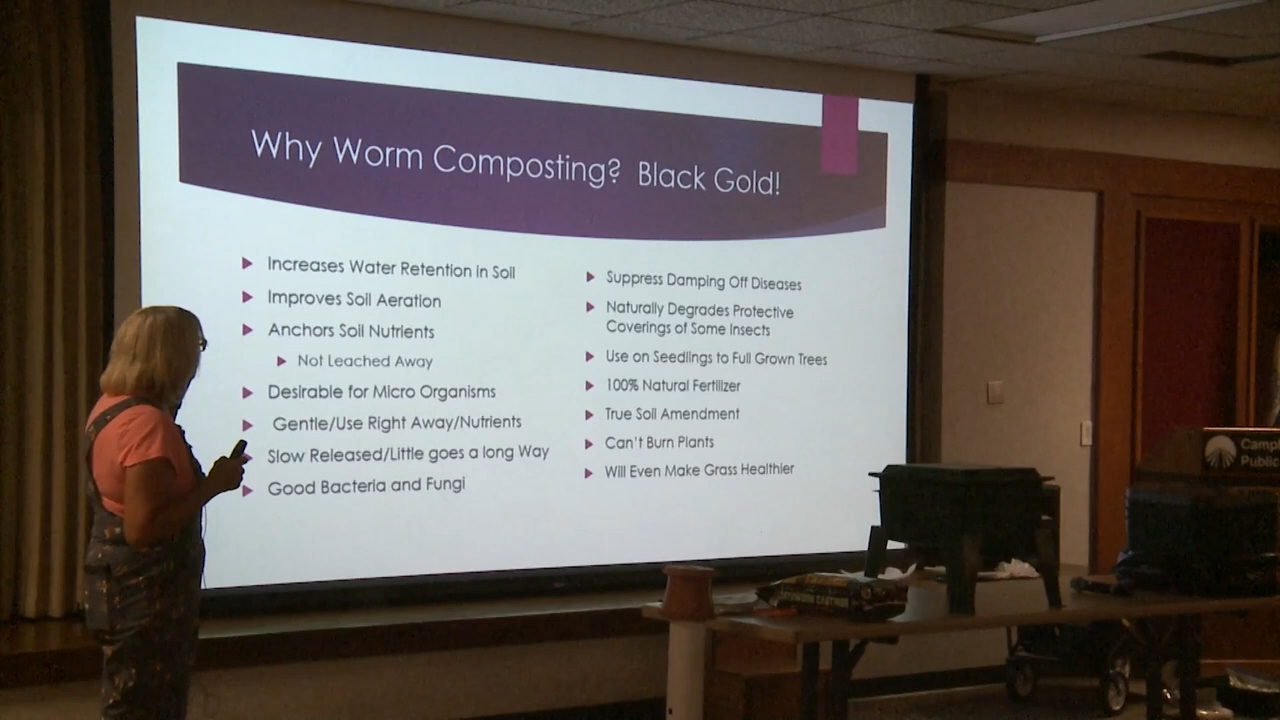 Why Worm Composting? Black Gold!
Increases Water Retention in Soil
Improves Soil Aeration
Anchors Soil Nutrients
Not Leached Away
Desirable for Micro Organisms
Gentle/Use Right Away/Nutrients
Slow Released/Little goes a long Way
Good Bacteria and Fungi
Suppress Damping Off Diseases
Naturally Degrades Protective
Coverings of Some Insects
Use on Seedlings to Full Grown Trees
100% Natural Fertilizer
True Soil Amendment
Can't Burn Plants
Will Even Make Grass Healthier
Campb
Public